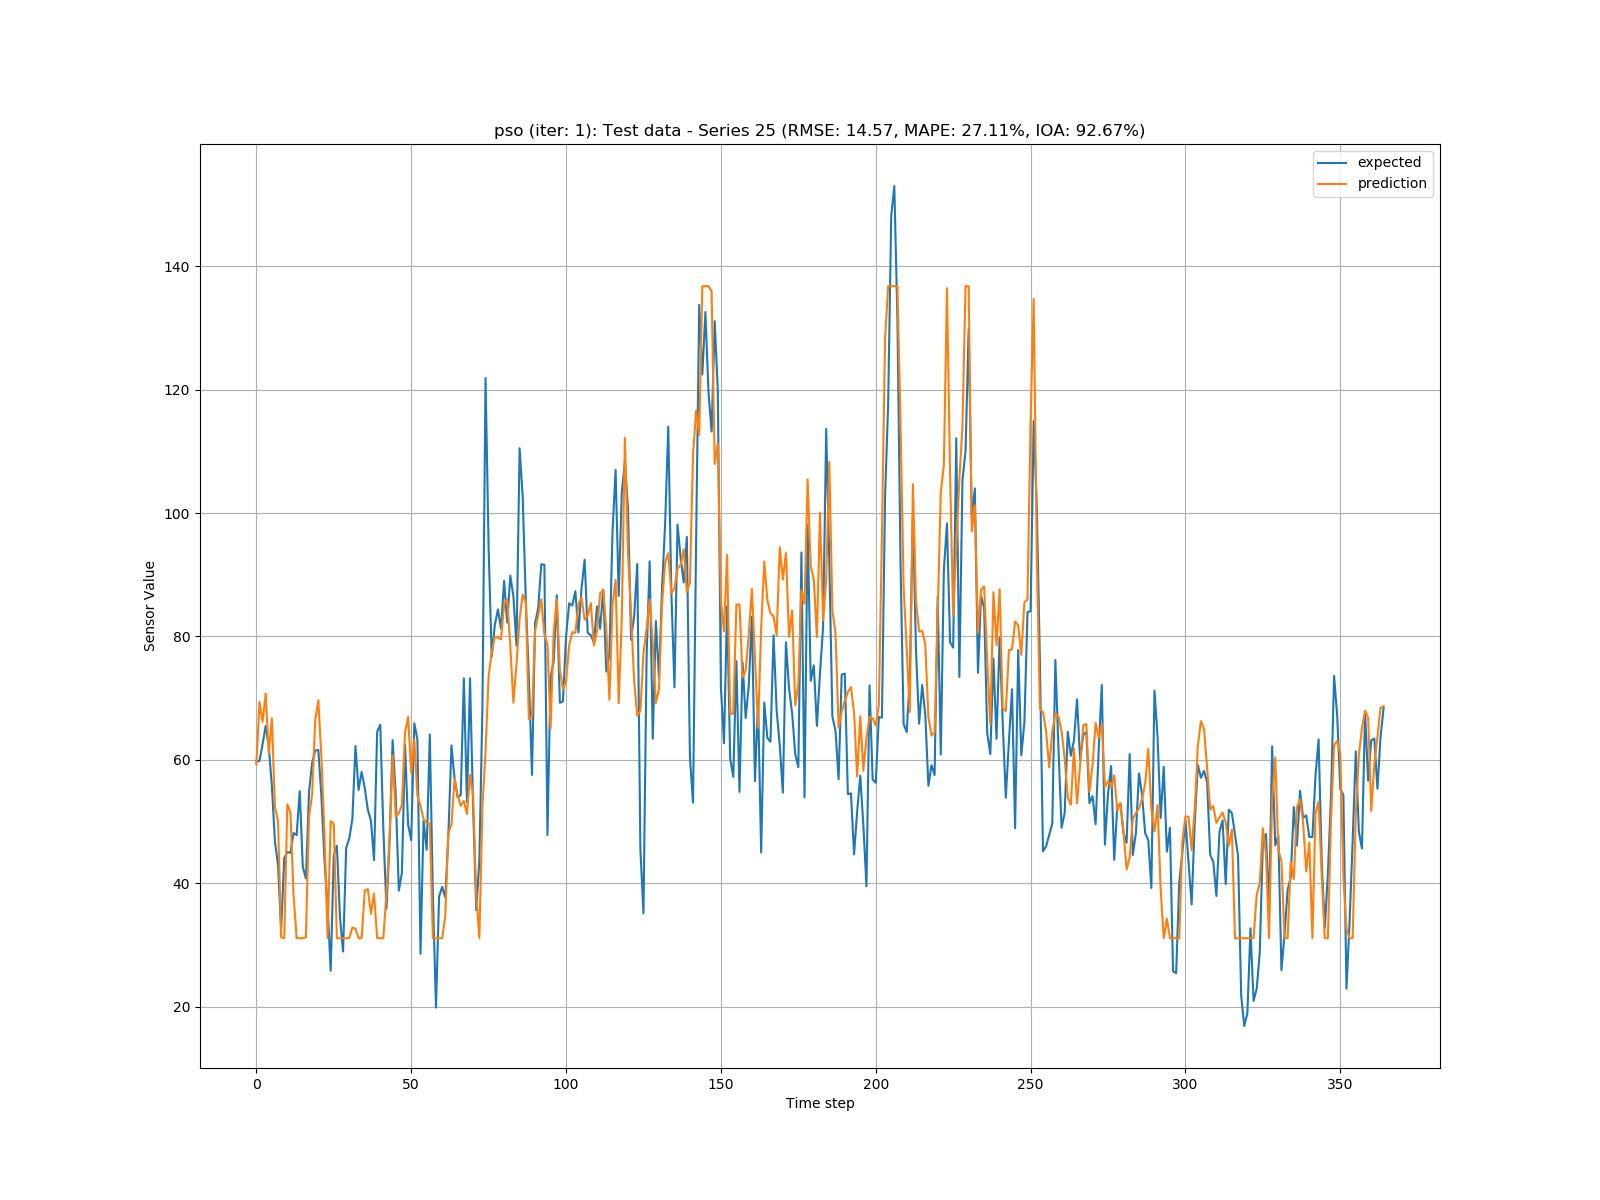 pso (iter: 1): Test data - Series 25 (RMSE: 14.57, MAPE: 27.11%, IOA: 92.67%)
expected
prediction
Sensor Value
140
120
100
80
60
40
20
0 50 100 150 200 250 300 350
Time step